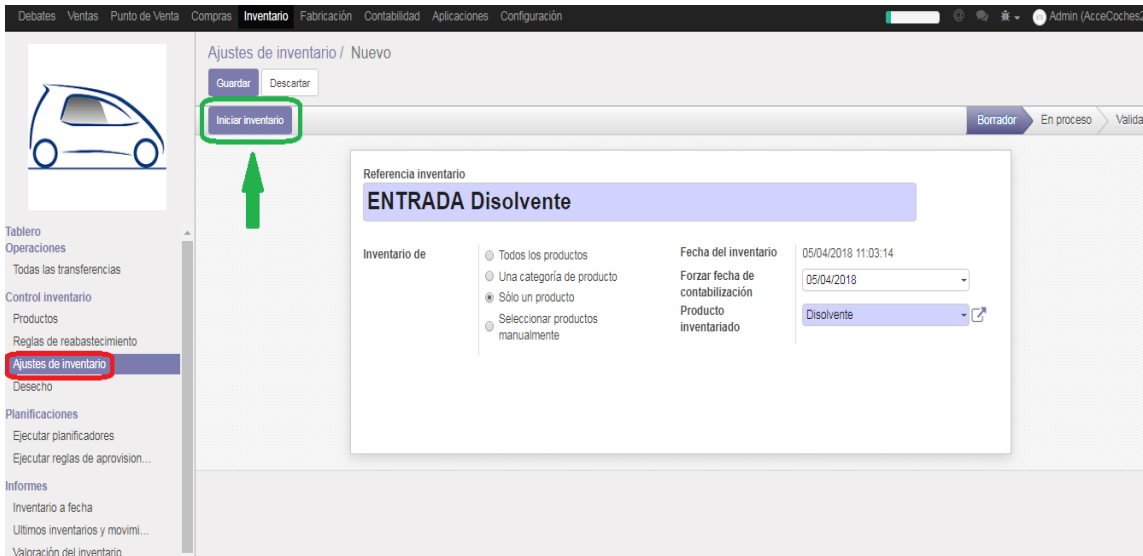 Debates Ventas Punto de Venta Compras Inventario Fabricación Contabilidad Aplicaciones Configuración @ Admin (AcceCoches2
Ajustes de inventario / Nuevo
Guardar Descartar
Iniciar inventario Borrador En proceso Valida
Referencia inventario
ENTRADA Disolvente
Inventario de
Todos los productos
Una categoría de producto
Sólo un producto
Seleccionar productos
manualmente
Fecha del inventario 05/04/2018 11:03:14
Forzar fecha de
contabilización
05/04/2018
Producto
inventariado
Disolvente
Tablero
Operaciones
Todas las transferencias
Control inventario
Productos
Reglas de reabastecimiento
Ajustes de inventario
Desecho
Planificaciones
Ejecutar planificadores
Ejecutar reglas de aprovision...
Informes
Inventario a fecha
Ultimos inventarios y movimi...
Valoración del inventario